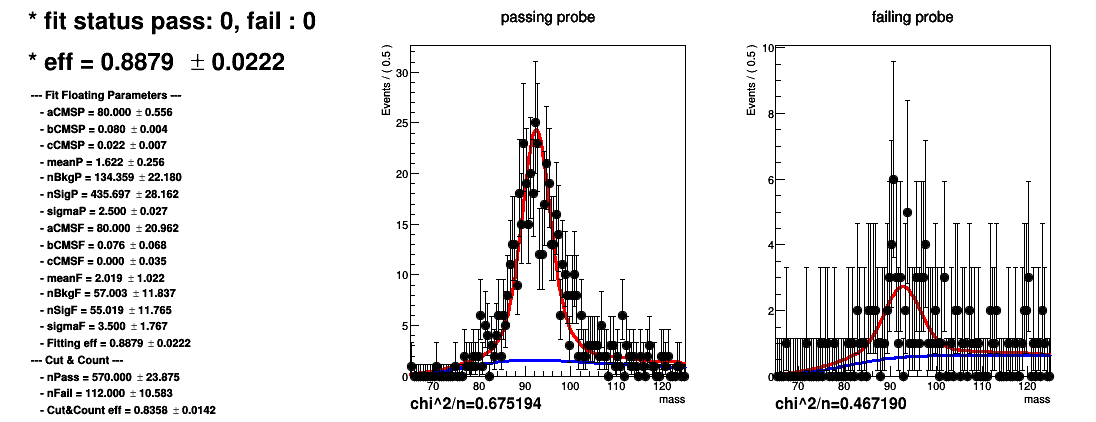 * fit status pass: 0, fail : 0
* eff = 0.8879 ± 0.0222
--- Fit Floating Parameters ---
- aCMSP = 80.000 ± 0.556
- bCMSP = 0.080 ± 0.004
- cCMSP = 0.022 ± 0.007
- meanP = 1.622 ± 0.256
- nBkgP = 134.359 ± 22.180
- nSigP = 435.697 ± 28.162
- sigmaP = 2.500 ± 0.027
- aCMSF = 80.000 ± 20.962
- bCMSF = 0.076 ± 0.068
- cCMSF = 0.000 ± 0.035
- meanF = 2.019 ± 1.022
- nBkgF = 57.003 ± 11.837
- nSigF = 55.019 ± 11.765
- sigmaF = 3.500 ± 1.767
- Fitting eff = 0.8879 ± 0.0222
--- Cut & Count ---
- nPass = 570.000 ± 23.875
- nFail = 112.000 ± 10.583
- Cut&Count eff = 0.8358 ± 0.0142
passing probe
Events / ( 0.5 )
30
25
20
15
10
5
0
70 80 90 100 110 120
mass
chi^2/n=0.675194
failing probe
Events / ( 0.5 )
10
8
6
4
2
0
70 80 90 100 110 120
mass
chi^2/n=0.467190